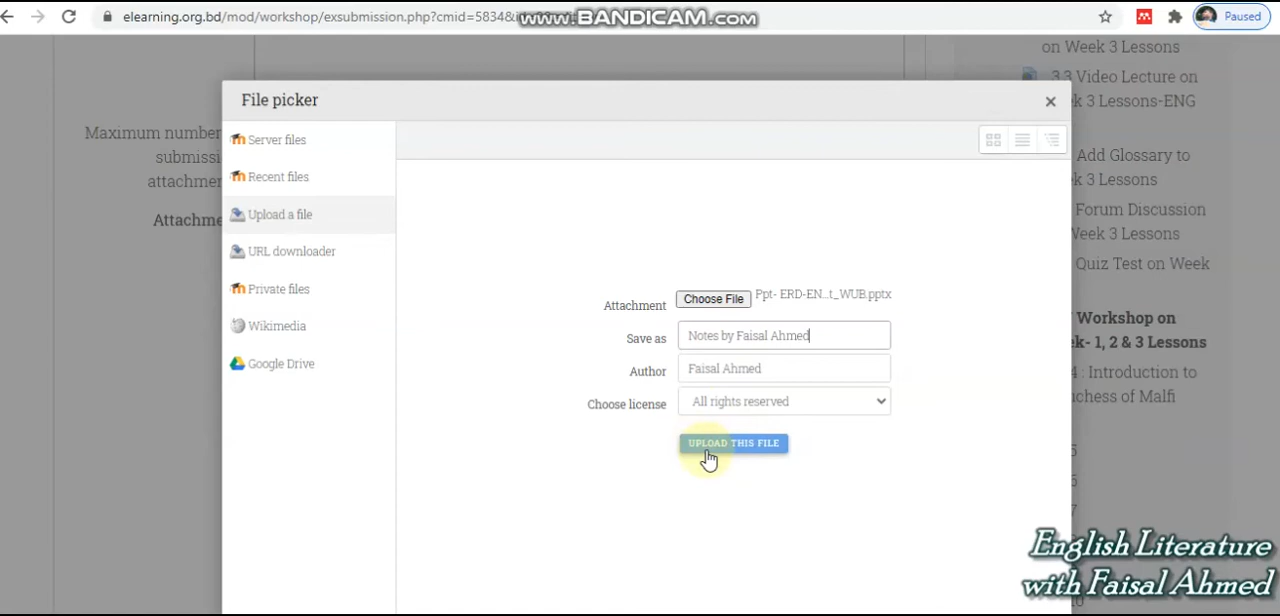 elearning.org.bd/mod/workshop/exsubmission.php?cmid=5834&i
www.BANDICAM.com
Paused
on Week 3 Lessons
3.3 Video Lecture on
k 3 Lessons-ENG
Add Glossary to
k 3 Lessons
Forum Discussion
Week 3 Lessons
Quiz Test on Week
Workshop on
k- 1, 2 & 3 Lessons
4 : Introduction to
uchess of Malfi
Maximum number
submissi
attachmen
Attachme
File picker
Server files
Recent files
Upload a file
URL downloader
Private files
Wikimedia
Google Drive
Attachment
Choose File
Ppt- ERD-EN...t_WUB.pptx
Save as
Notes by Faisal Ahmed
Author
Faisal Ahmed
Choose license
All rights reserved
UPLOAD THIS FILE
English Literature
with Faisal Ahmed